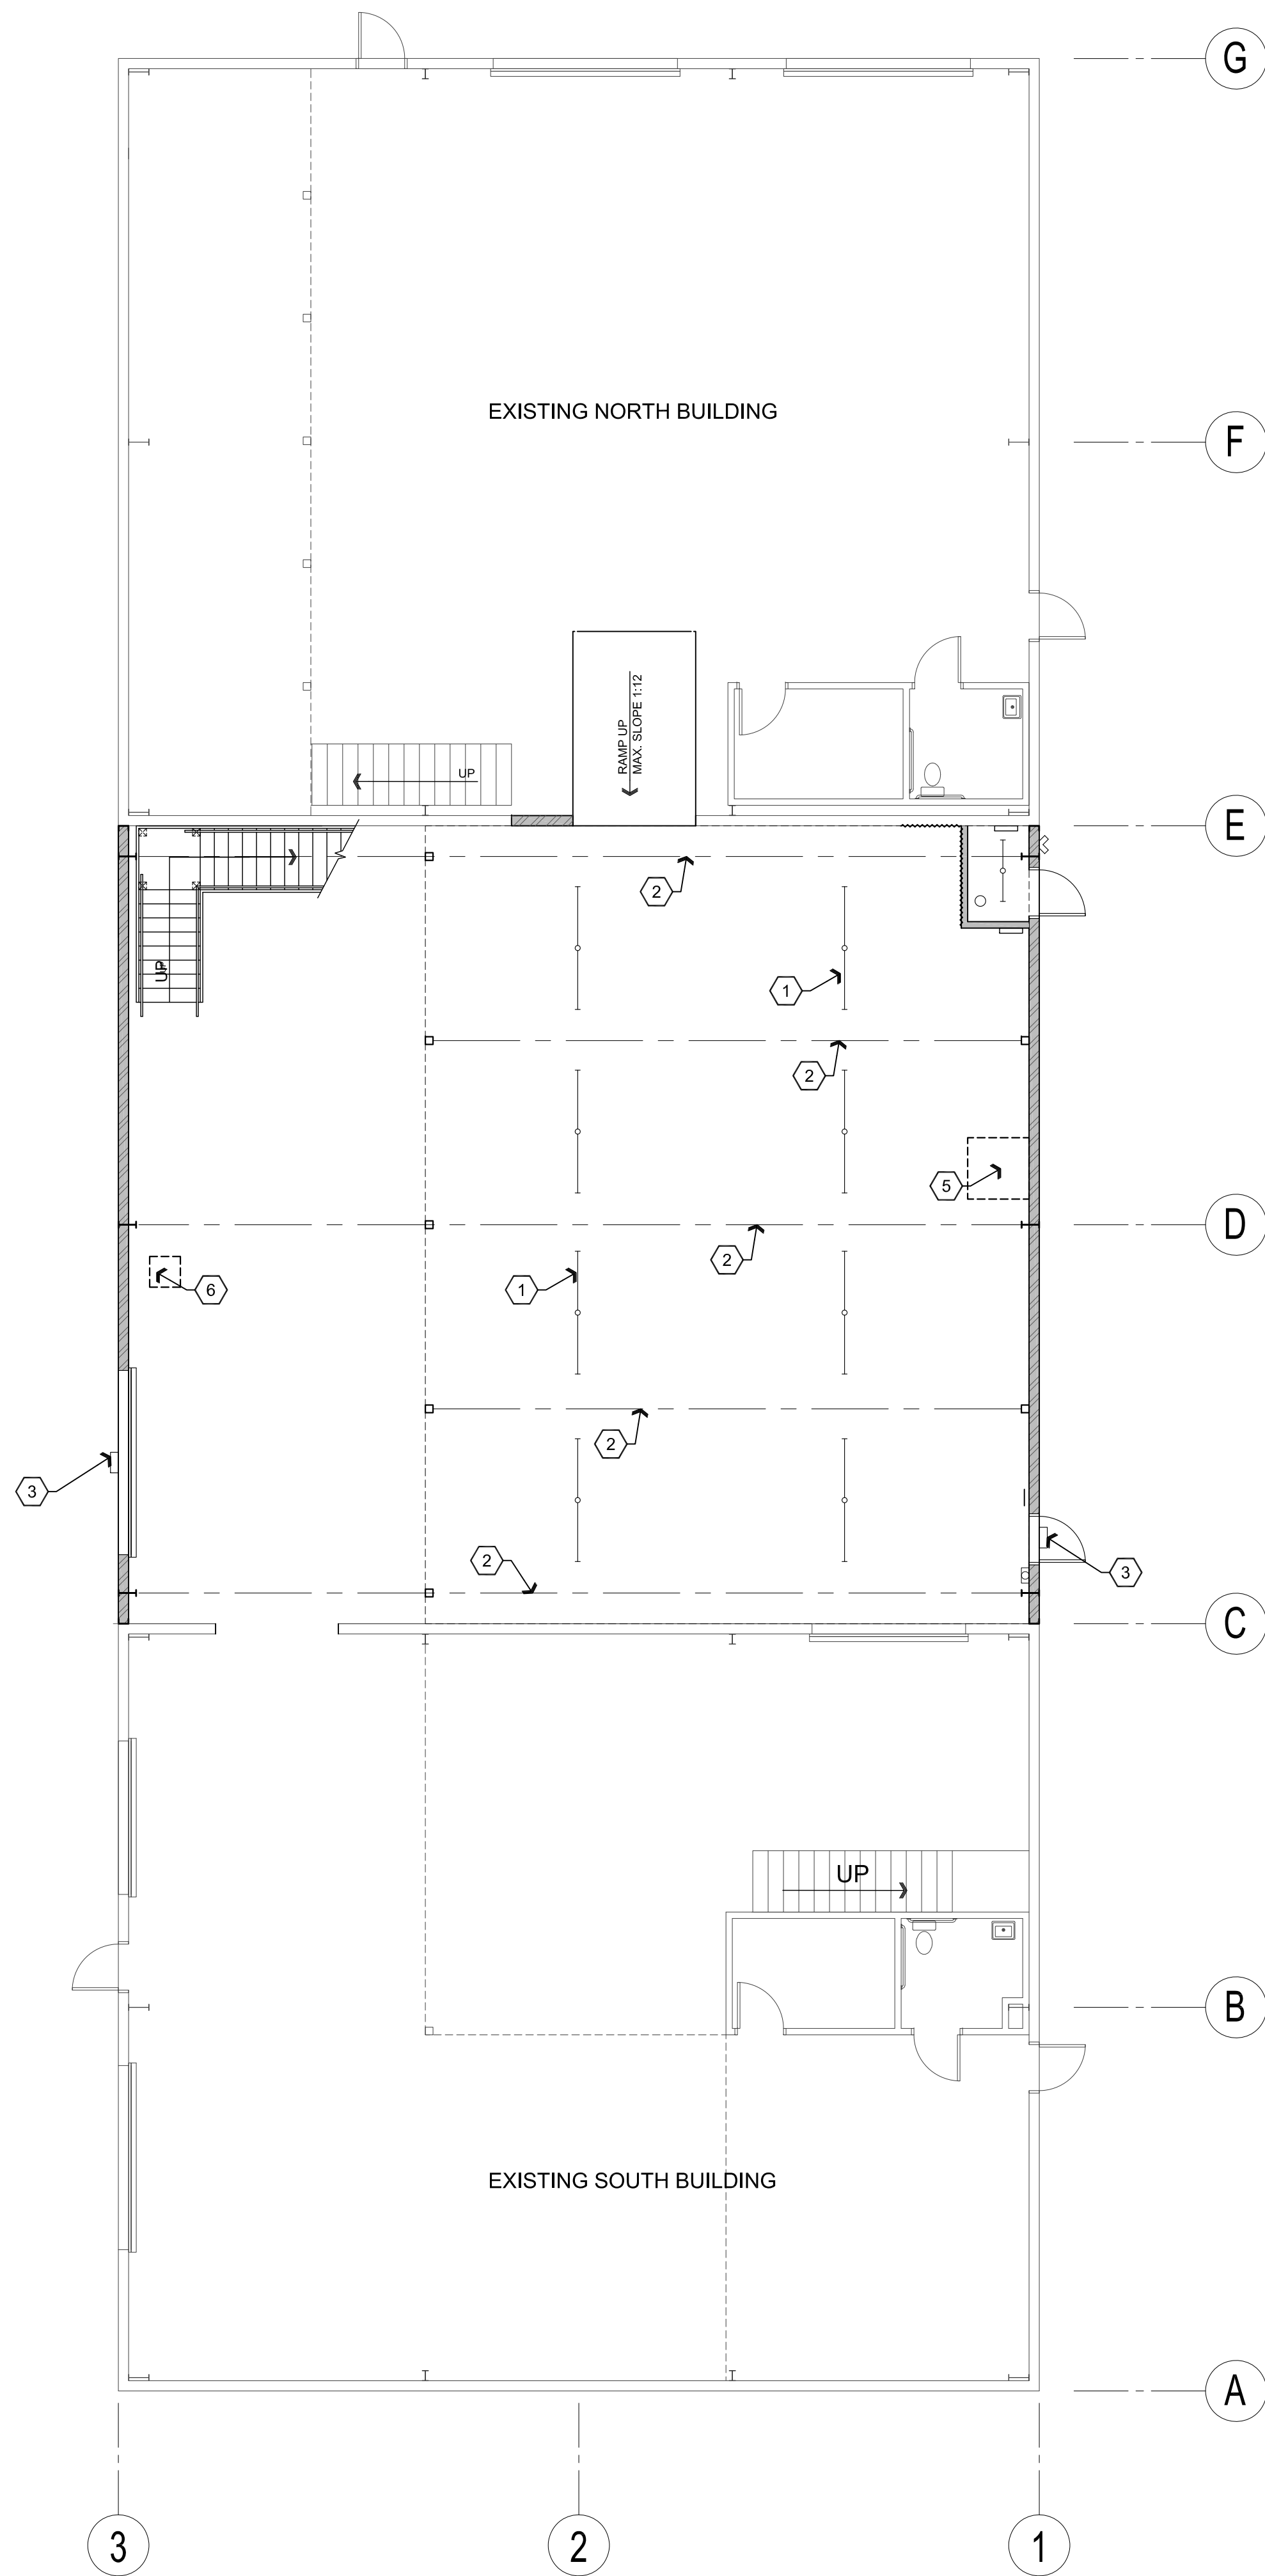 G
EXISTING NORTH BUILDING
F
RAMP UP
MAX. SLOPE 1:12
UP
E
2
UP
1
2
5
D
2
6
1
2
3
2
3
C
UP
B
EXISTING SOUTH BUILDING
A
3
2
1